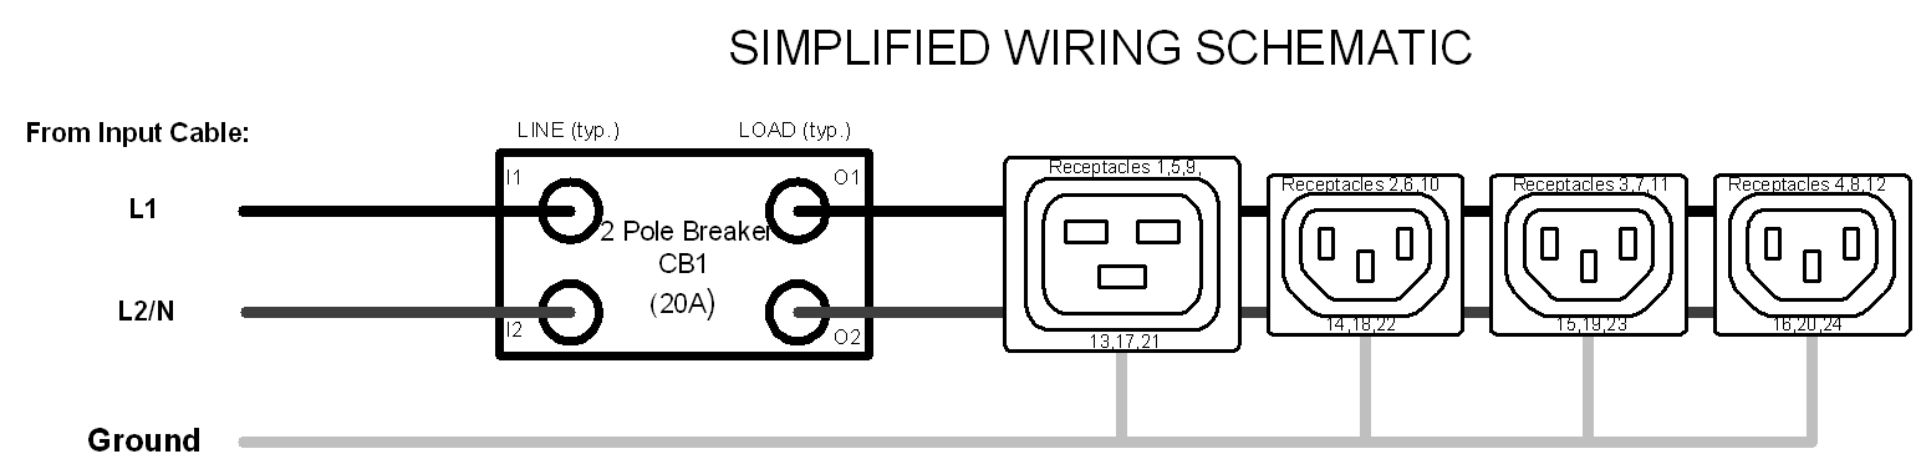 SIMPLIFIED WIRING SCHEMATIC
From Input Cable:
LINE (typ.)
LOAD (typ.)
I1
O1
L1
2 Pole Breaker
CB1
(20A)
L2/N
I2
O2
Receptacles 1,5,9,
13,17,21
Receptacles 2,6,10
14,18,22
Receptacles 3,7,11
15,19,23
Receptacles 4,8,12
16,20,24
Ground